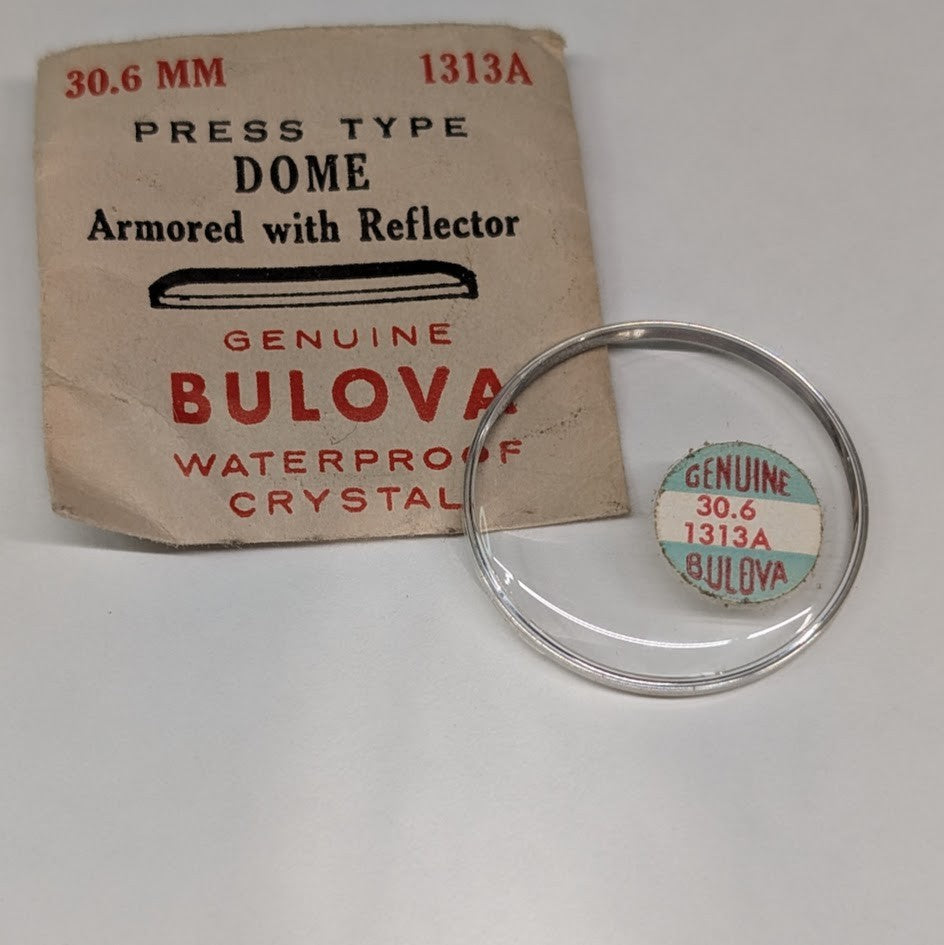 30.6 MM 1313A
PRESS TYPE
DOME
Armored with Reflector
GENUINE
BULOVA
WATERPROOF
CRYSTAL
GENUINE
30.6
1313A
BULOVA